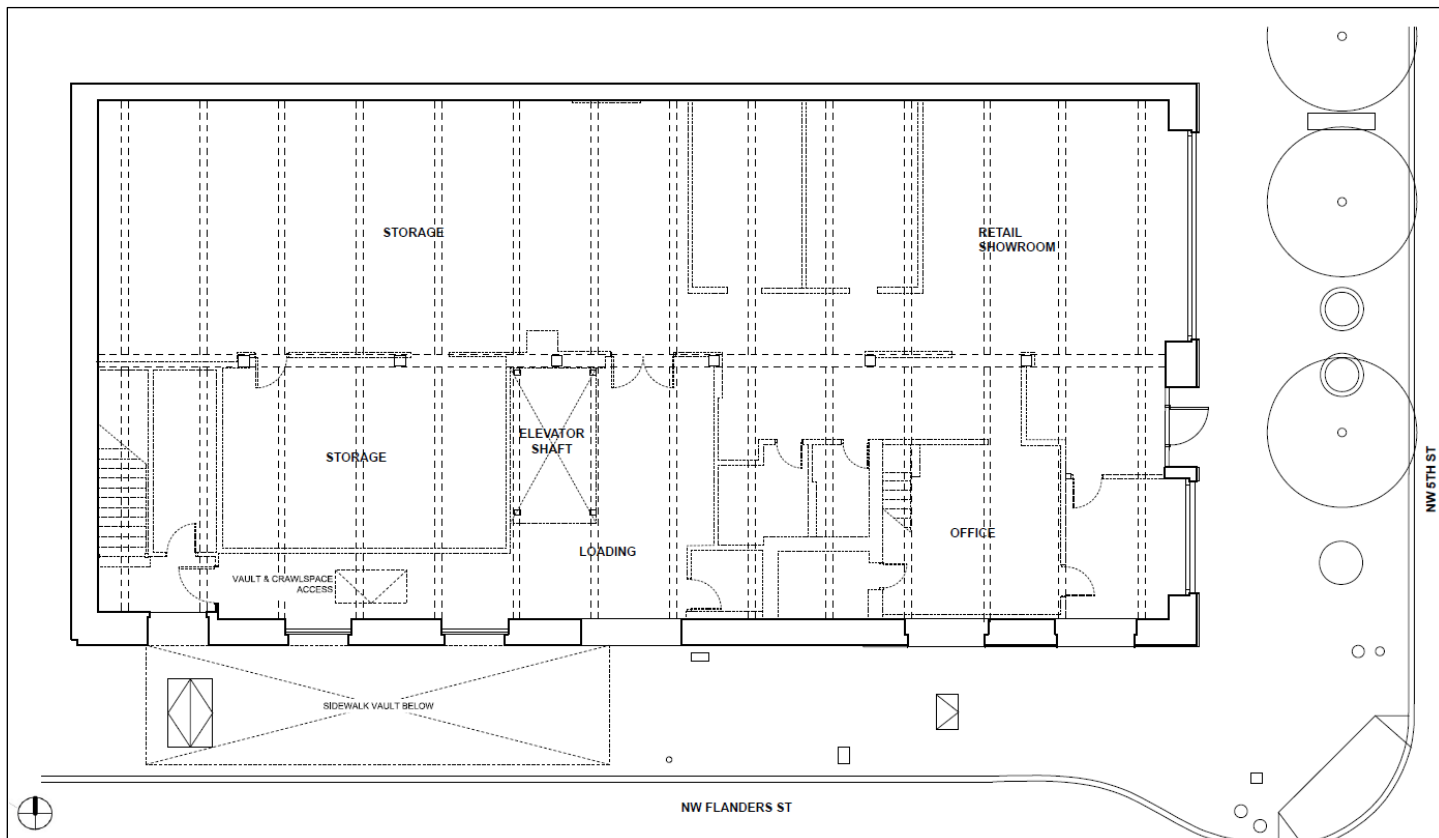 STORAGE
RETAIL
SHOWROOM
ELEVATOR
SHAFT
STORAGE
OFFICE
LOADING
VAULT & CRAWLSPACE
ACCESS
SIDEWALK VAULT BELOW
NW 5TH ST
NW FLANDERS ST